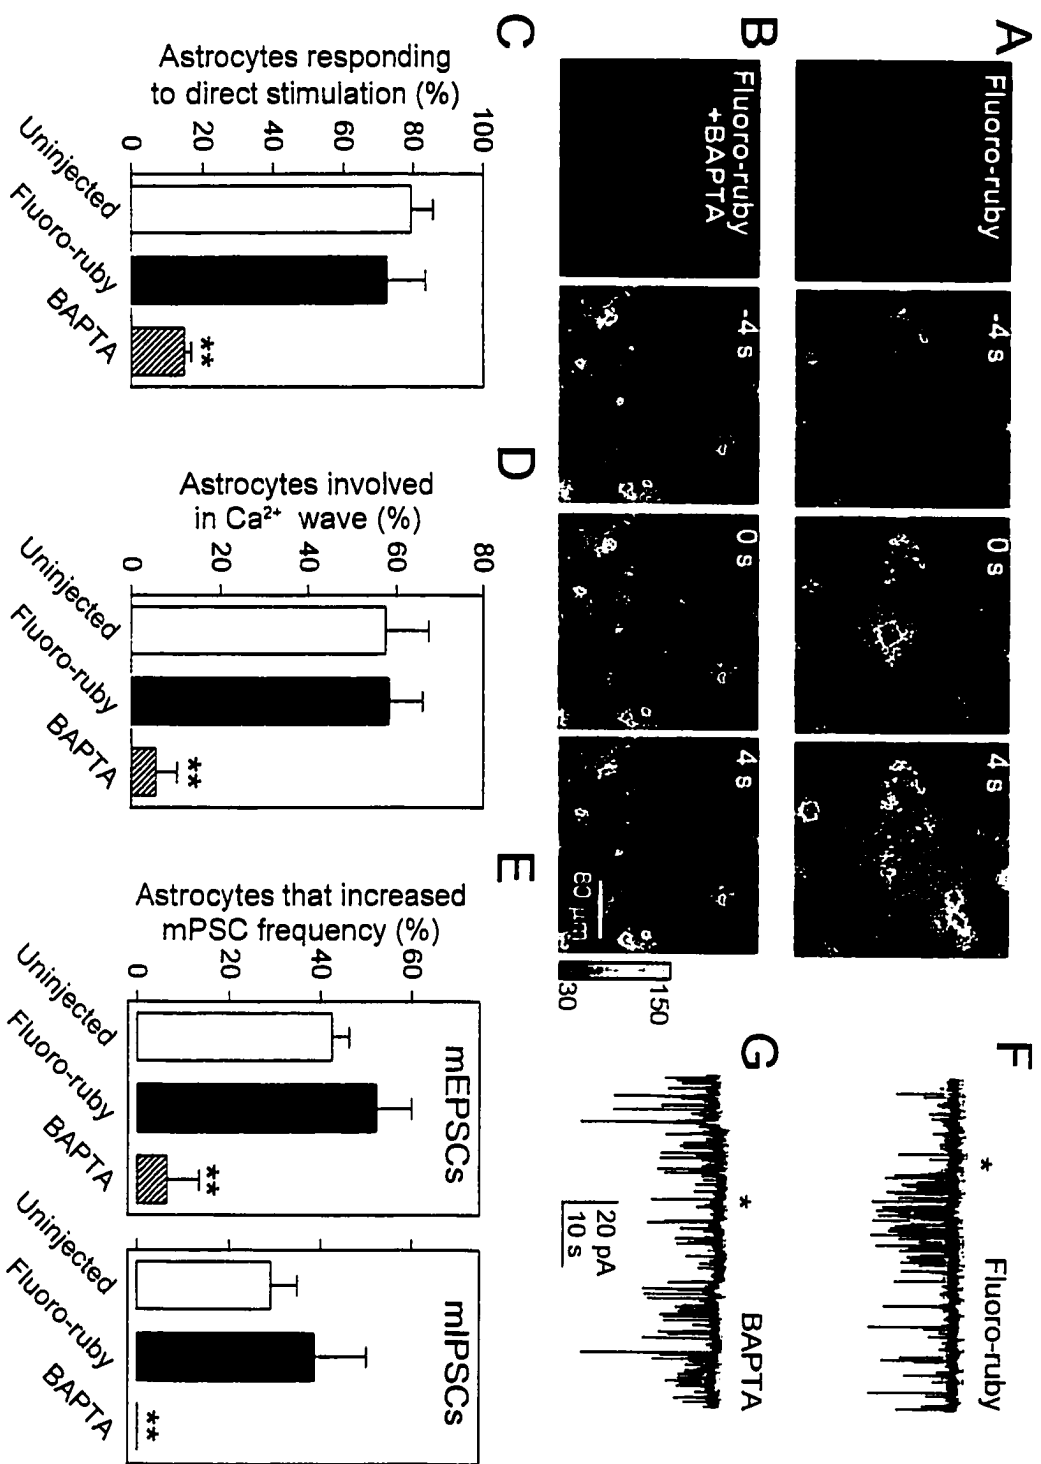 A
Fluoro-ruby
-4 s
0 s
4 s
B
Fluoro-ruby
+BAPTA
-4 s
0 s
4 s
80 µm
150
30
C
Astrocytes responding
to direct stimulation (%)
100
80
60
40
20
0
Uninjected
Fluoro-ruby
BAPTA
**
D
Astrocytes involved
in Ca²⁺ wave (%)
80
60
40
20
0
Uninjected
Fluoro-ruby
BAPTA
**
E
Astrocytes that increased
mPSC frequency (%)
60
40
20
0
mEPSCs
Uninjected
Fluoro-ruby
BAPTA
**
mIPSCs
Uninjected
Fluoro-ruby
BAPTA
**
F
Fluoro-ruby
*
G
BAPTA
*
20 pA
10 s